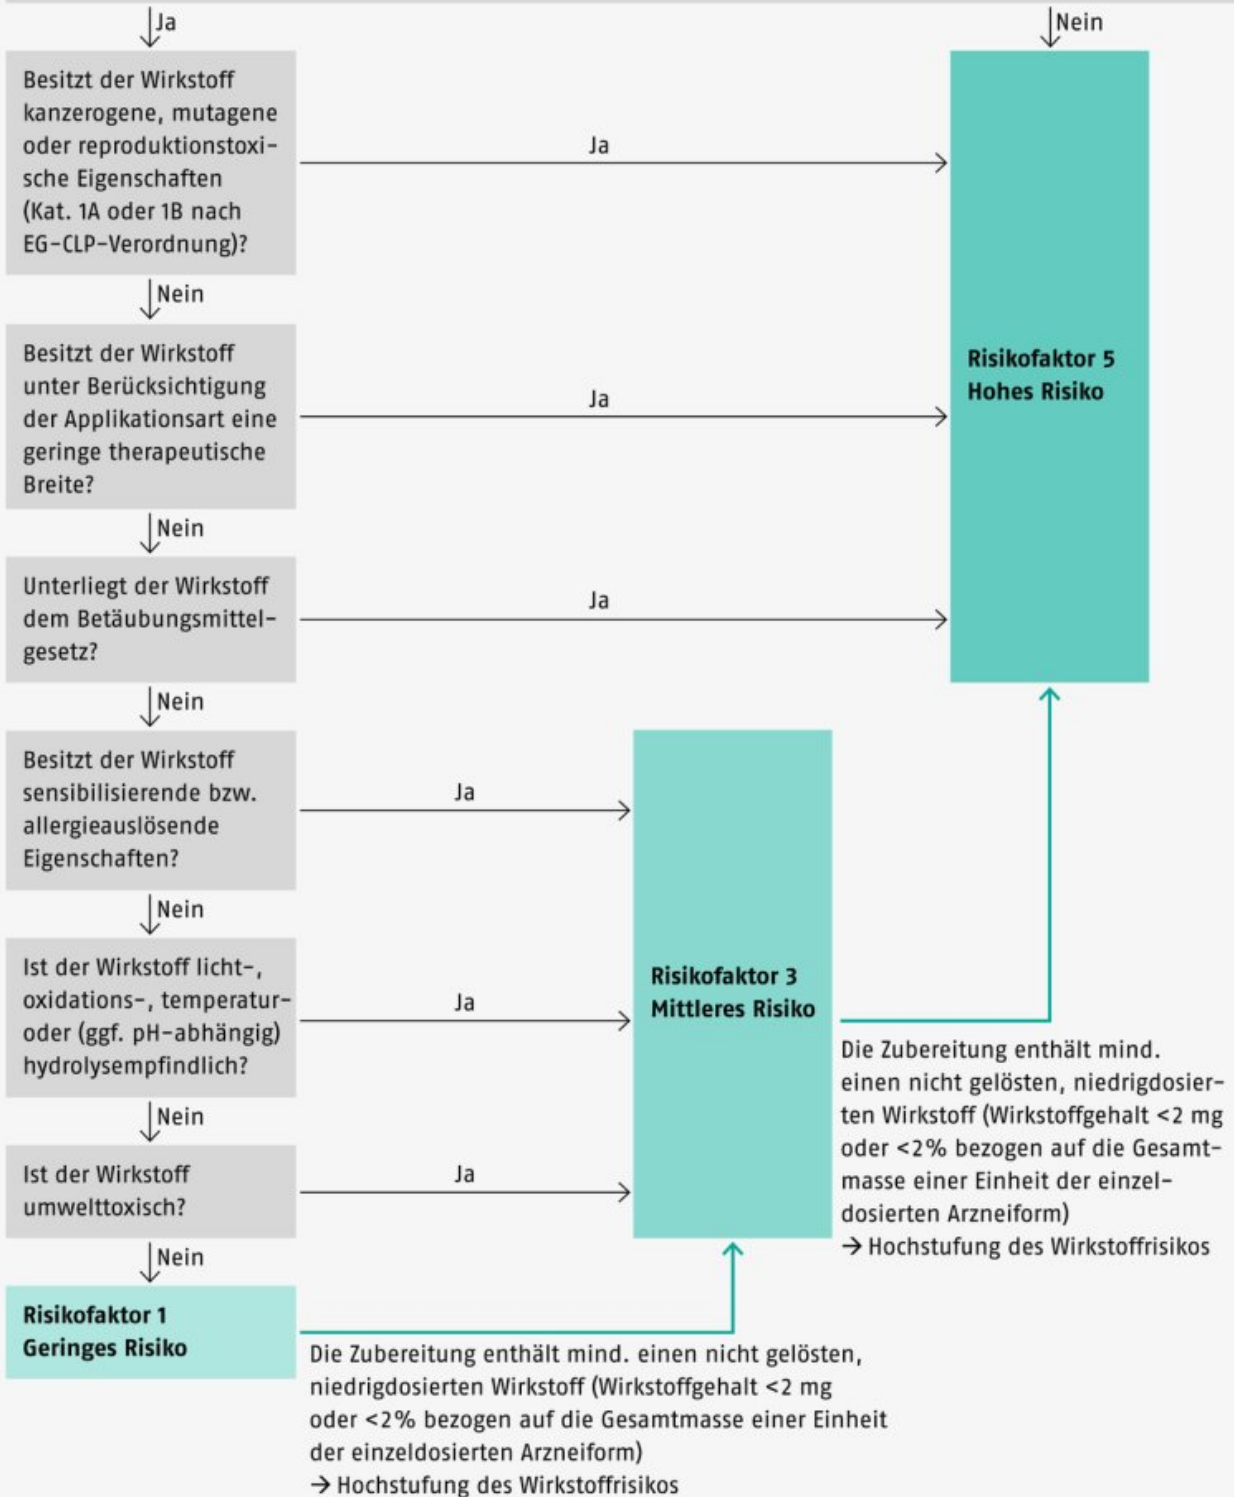 Ja
Nein
Besitzt der Wirkstoff
kanzerogene, mutagene
oder reproduktionstoxi-
sche Eigenschaften
(Kat. 1A oder 1B nach
EG-CLP-Verordnung)?
Ja
Nein
Besitzt der Wirkstoff
unter Berücksichtigung
der Applikationsart eine
geringe therapeutische
Breite?
Ja
Risikofaktor 5
Hohes Risiko
Nein
Unterliegt der Wirkstoff
dem Betäubungsmittel-
gesetz?
Ja
Nein
Besitzt der Wirkstoff
sensibilisierende bzw.
allergieauslösende
Eigenschaften?
Ja
Nein
Ist der Wirkstoff licht-,
oxidations-, temperatur-
oder (ggf. pH-abhängig)
hydrolysempfindlich?
Ja
Risikofaktor 3
Mittleres Risiko
Die Zubereitung enthält mind.
einen nicht gelösten, niedrigdosier-
ten Wirkstoff (Wirkstoffgehalt <2 mg
oder <2% bezogen auf die Gesamt-
masse einer Einheit der einzel-
dosierten Arzneiform)
→ Hochstufung des Wirkstoffrisikos
Nein
Ist der Wirkstoff
umwelttoxisch?
Ja
Nein
Risikofaktor 1
Geringes Risiko
Die Zubereitung enthält mind. einen nicht gelösten,
niedrigdosierten Wirkstoff (Wirkstoffgehalt <2 mg
oder <2% bezogen auf die Gesamtmasse einer Einheit
der einzeldosierten Arzneiform)
→ Hochstufung des Wirkstoffrisikos